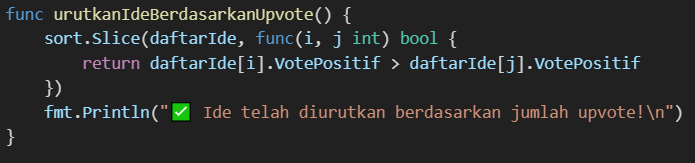 func urutkanIdeBerdasarkanUpvote() {
    sort.Slice(daftarIde, func(i, j int) bool {
        return daftarIde[i].VotePositif > daftarIde[j].VotePositif
    })
    fmt.Println("✅ Ide telah diurutkan berdasarkan jumlah upvote!\n")
}